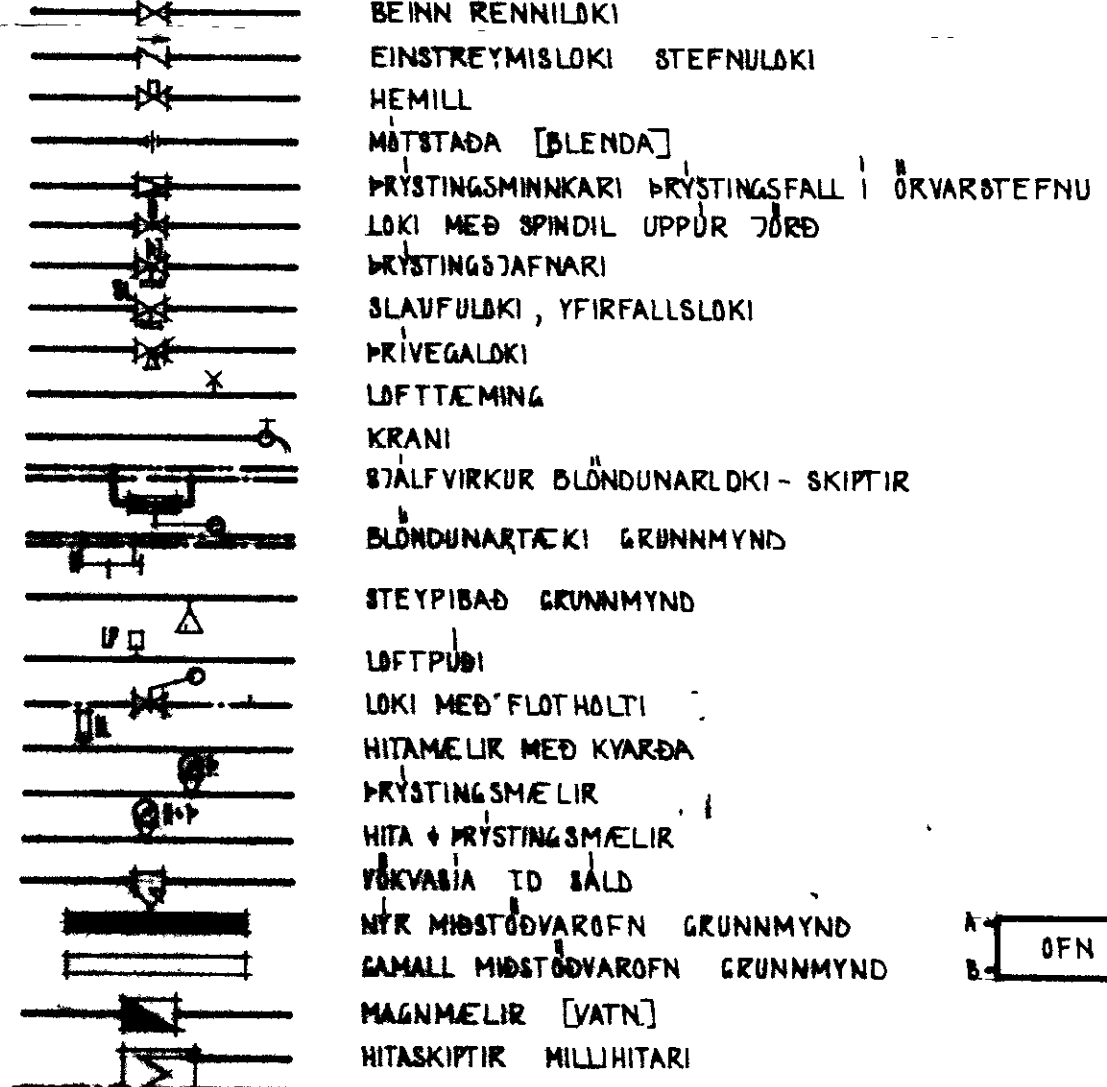 BEINN RENNILOKI
EINSTREYMISLOKI STEFNULOKI
HEMILL
MÓTSTAÐA [BLENDA]
ÞRÝSTINGSMINNKARI ÞRÝSTINGSFALL Í ÖRVARSTEFNU
LOKI MEÐ SPINDIL UPPÚR JÖRÐ
ÞRÝSTINGSJAFNARI
SL
SLAUFULOKI, YFIRFALLSLOKI
ÞRÍVEGALOKI
LOFTTÆMING
KRANI
SJÁLFVIRKUR BLÖNDUNARLOKI - SKIPTIR
BLÖNDUNARTÆKI GRUNNMYND
STEYPIBAÐ GRUNNMYND
LP
LOFTPÚÐI
LOKI MEÐ FLOTHOLTI
HITAMÆLIR MEÐ KVARÐA
Þ
ÞRÝSTINGSMÆLIR
H+Þ
HITA + ÞRÝSTINGSMÆLIR
VÖKVASÍA TD SÁLD
NÝR MIÐSTÖÐVAROFN GRUNNMYND
A
OFN
GAMALL MIÐSTÖÐVAROFN GRUNNMYND
B
MAGNMÆLIR [VATN]
HITASKIPTIR MILLIHITARI